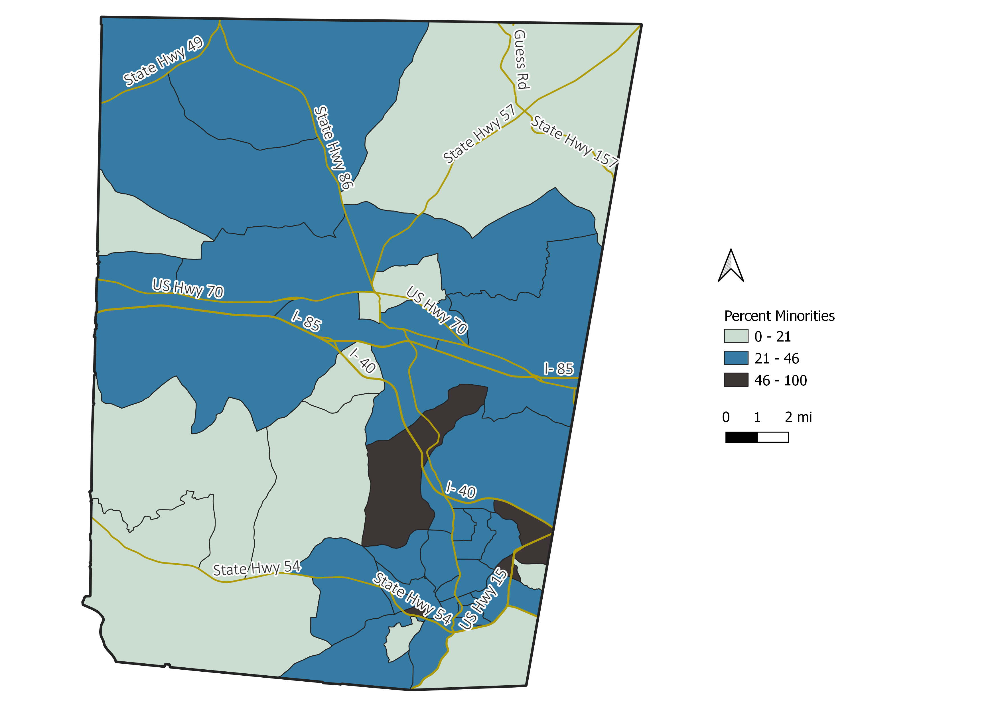 State Hwy 49
Guess Rd
State Hwy 86
State Hwy 57
State Hwy 157
US Hwy 70
US Hwy 70
I- 85
I- 40
I- 85
I- 40
State Hwy 54
State Hwy 54
US Hwy 15
Percent Minorities
0 - 21
21 - 46
46 - 100
0 1 2 mi